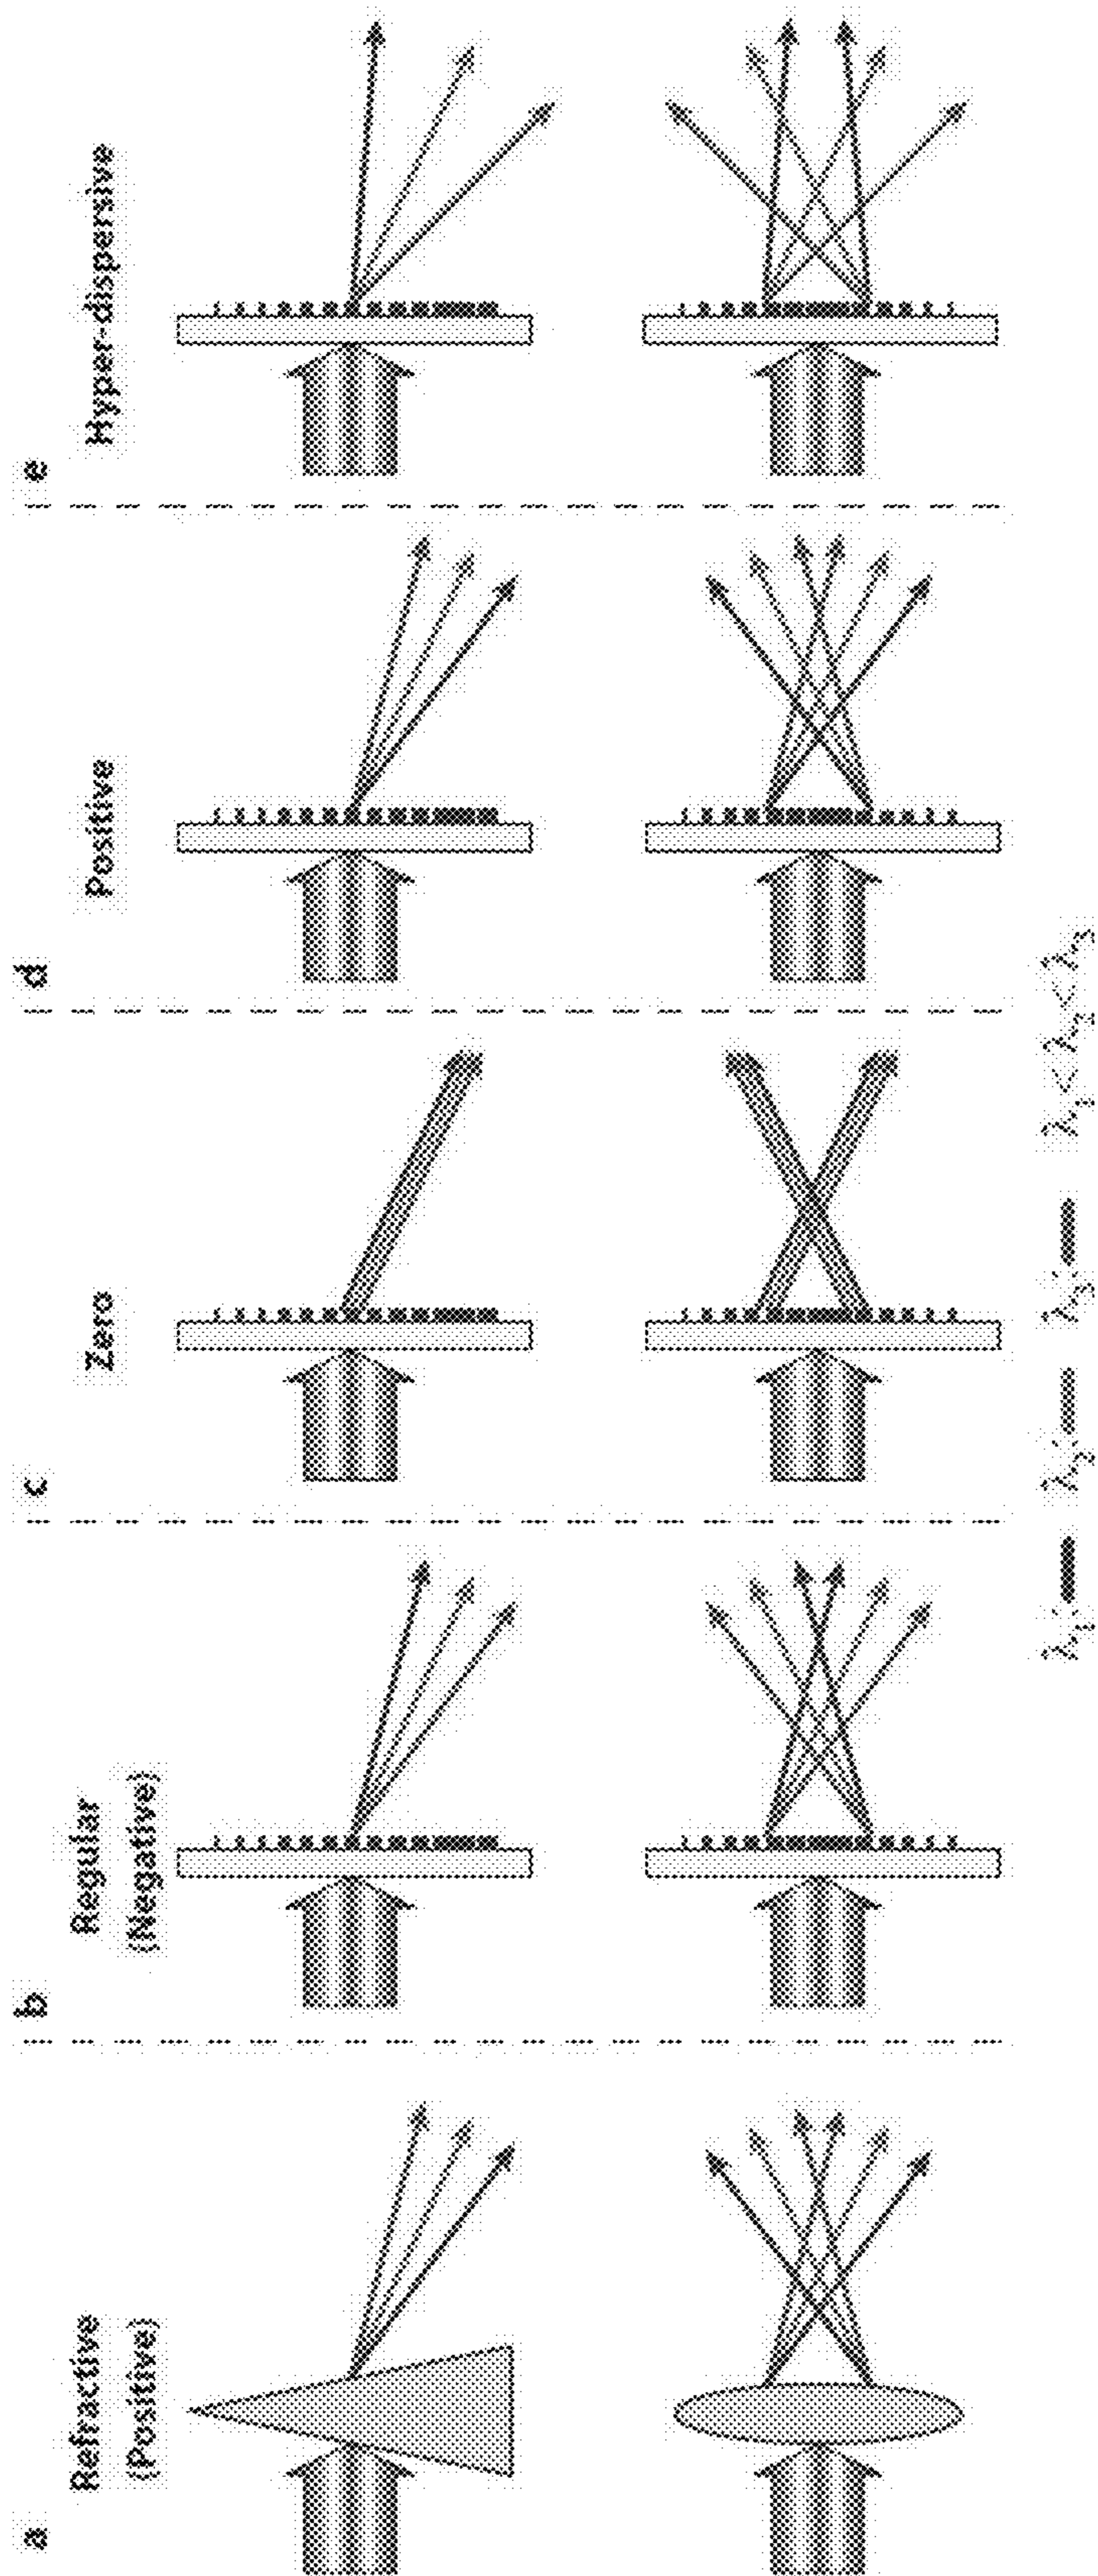 a
Refractive
(Positive)
b
Regular
(Negative)
c
Zero
d
Positive
e
Hyper-dispersive
λ₁: λ₂: λ₃: λ₁<λ₂<λ₃